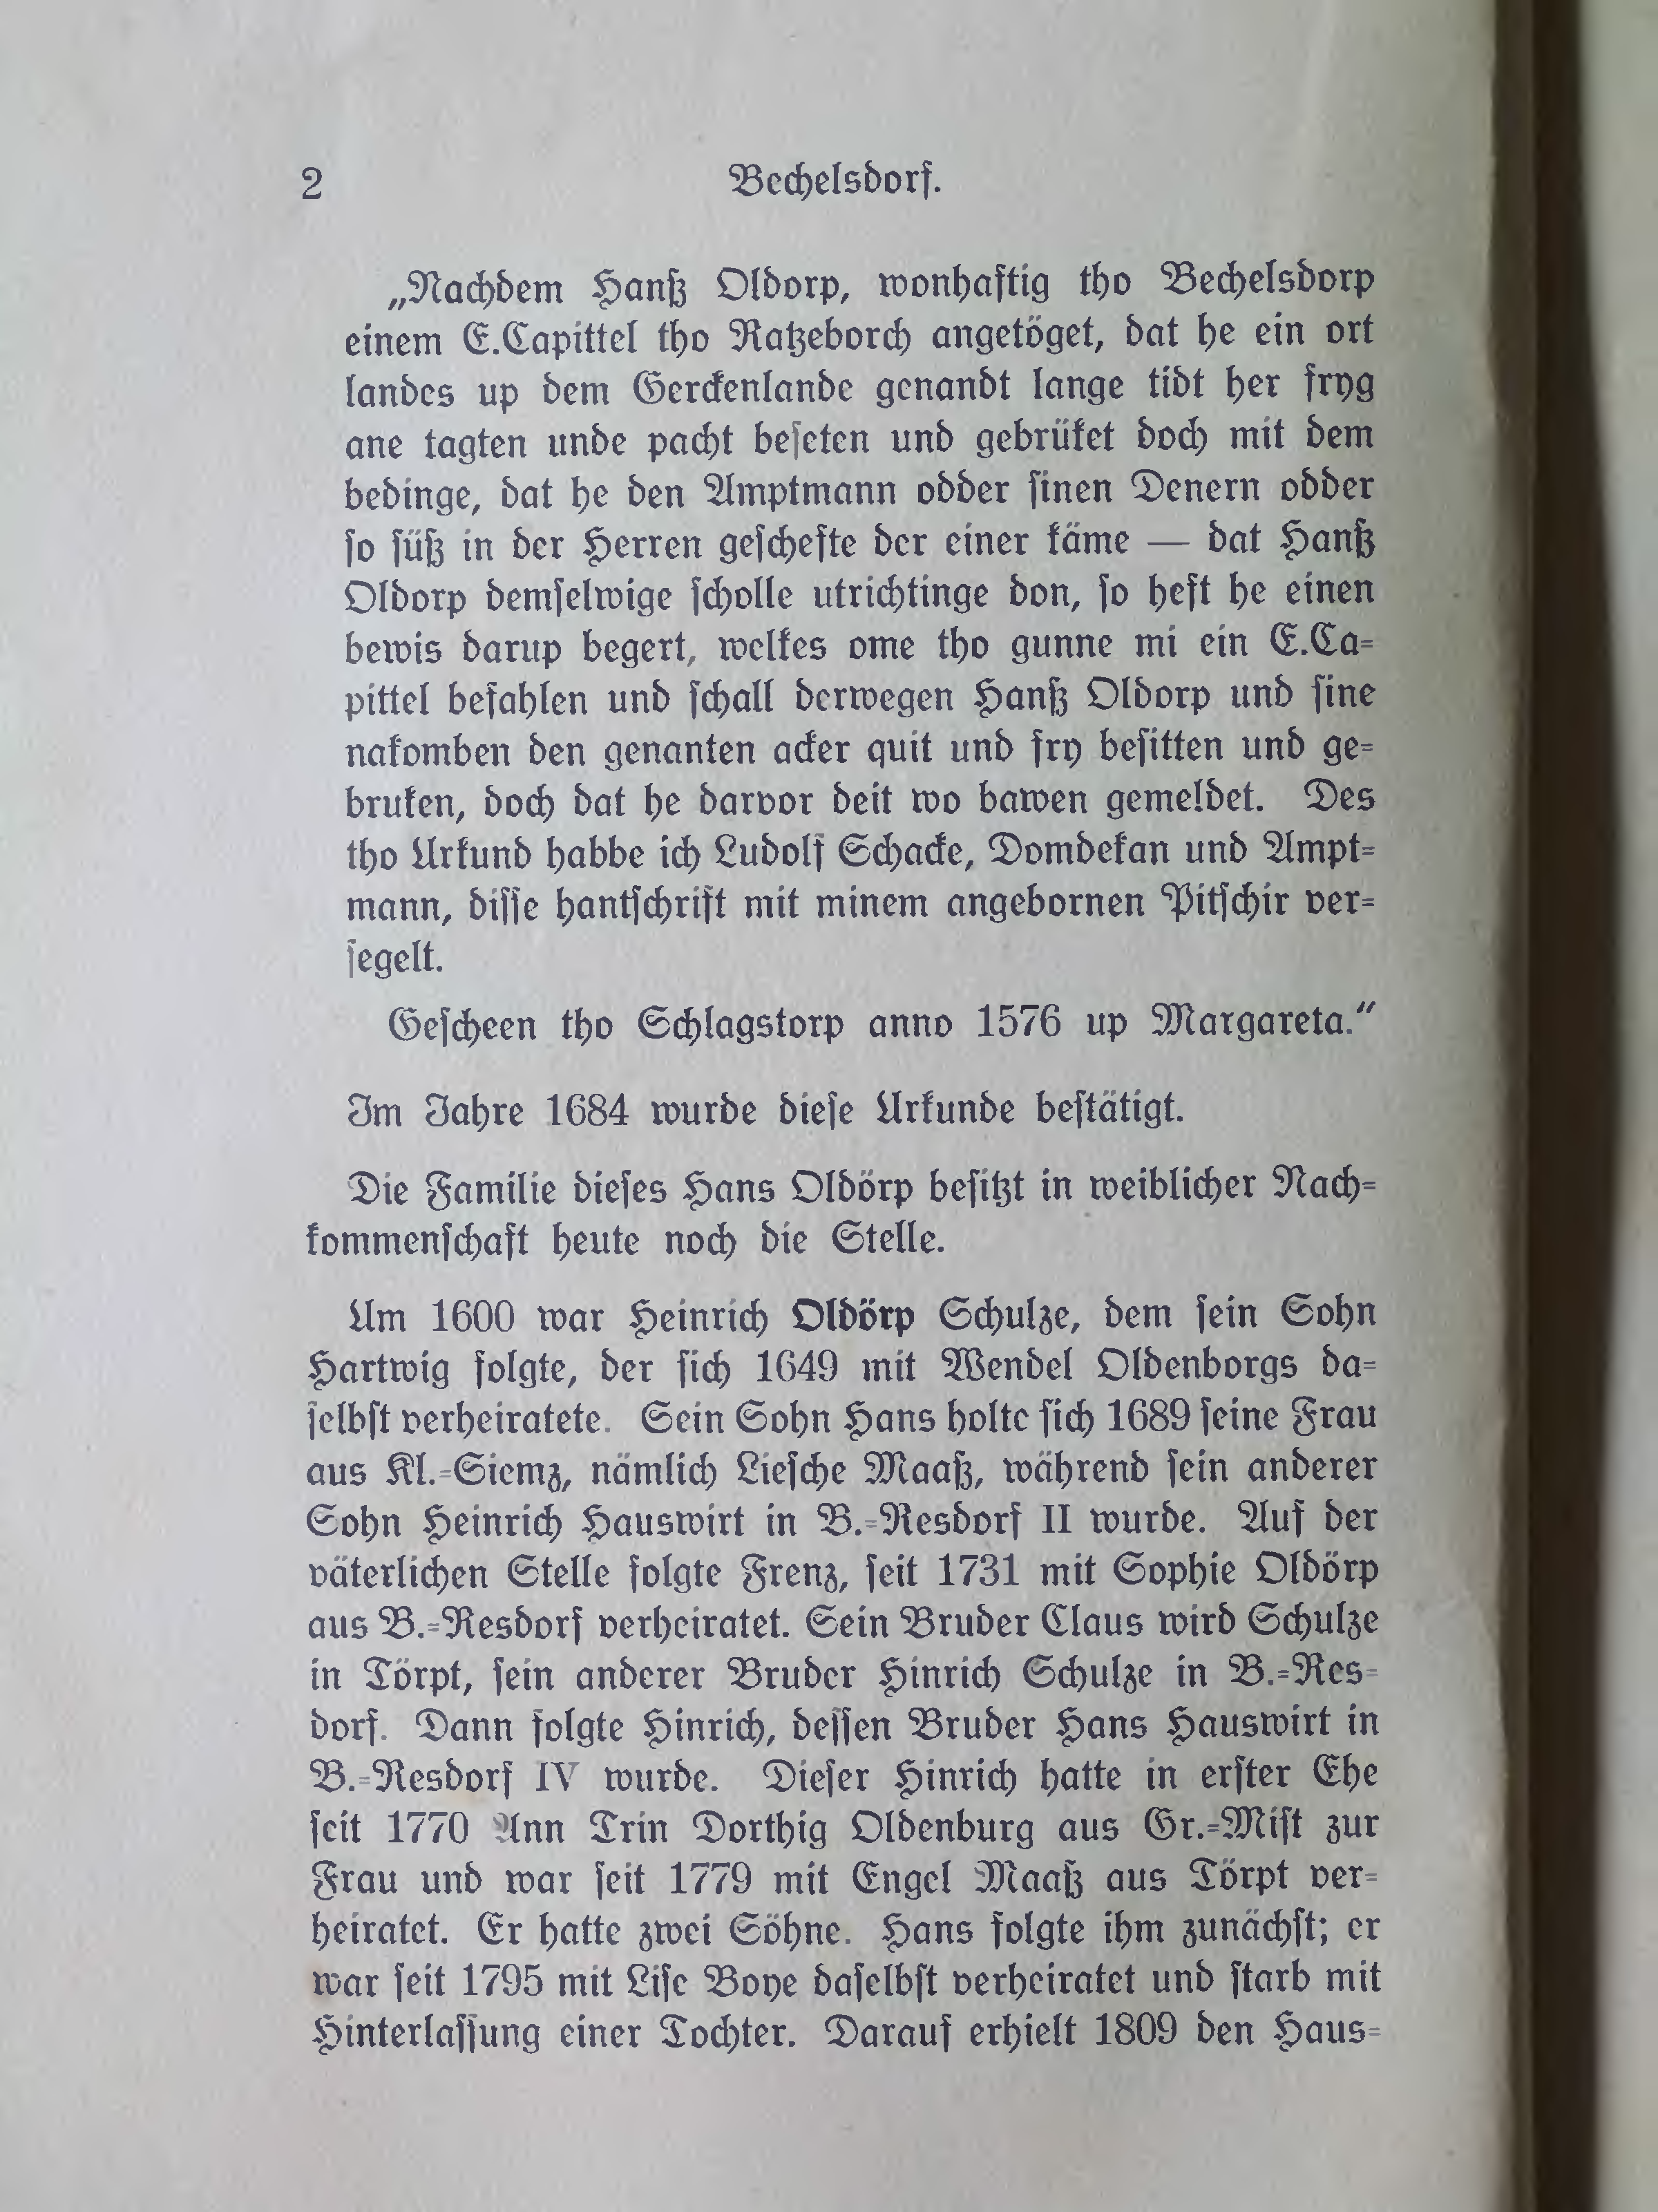 2 Bechelsdorf.
„Nachdem Hanß Oldorp, wonhaftig tho Bechelsdorp
einem E.Capittel tho Ratzeborch angetöget, dat he ein ort
landes up dem Gerckenlande genandt lange tidt her fryg
ane tagten unde pacht beseten und gebrüket doch mit dem
bedinge, dat he den Amptmann odder sinen Denern odder
so süß in der Herren geschefte der einer käme — dat Hanß
Oldorp demselwige scholle utrichtinge don, so heft he einen
bewis darup begert, welkes ome tho gunne mi ein E.Ca-
pittel befahlen und schall derwegen Hanß Oldorp und sine
nakomben den genanten acker quit und fry besitten und ge-
bruken, doch dat he darvor deit wo bawen gemeldet. Des
tho Urkund habbe ich Ludolf Schacke, Domdekan und Ampt-
mann, disse hantschrift mit minem angebornen Pitschir ver-
segelt.
Gescheen tho Schlagstorp anno 1576 up Margareta.“
Im Jahre 1684 wurde diese Urkunde bestätigt.
Die Familie dieses Hans Oldörp besitzt in weiblicher Nach-
kommenschaft heute noch die Stelle.
Um 1600 war Heinrich Oldörp Schulze, dem sein Sohn
Hartwig folgte, der sich 1649 mit Wendel Oldenborgs da-
selbst verheiratete. Sein Sohn Hans holte sich 1689 seine Frau
aus Kl.-Siemz, nämlich Liesche Maaß, während sein anderer
Sohn Heinrich Hauswirt in B.-Resdorf II wurde. Auf der
väterlichen Stelle folgte Frenz, seit 1731 mit Sophie Oldörp
aus B.-Resdorf verheiratet. Sein Bruder Claus wird Schulze
in Törpt, sein anderer Bruder Hinrich Schulze in B.-Res-
dorf. Dann folgte Hinrich, dessen Bruder Hans Hauswirt in
B.-Resdorf IV wurde. Dieser Hinrich hatte in erster Ehe
seit 1770 Ann Trin Dorthig Oldenburg aus Gr.-Mist zur
Frau und war seit 1779 mit Engel Maaß aus Törpt ver-
heiratet. Er hatte zwei Söhne. Hans folgte ihm zunächst; er
war seit 1795 mit Lise Boye daselbst verheiratet und starb mit
Hinterlassung einer Tochter. Darauf erhielt 1809 den Haus-